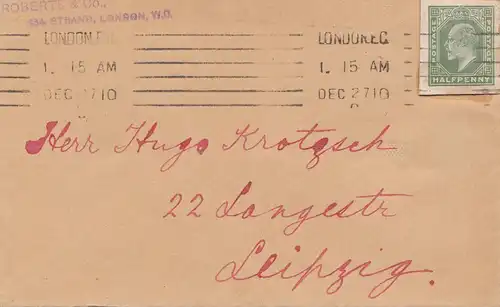 ROBERTS & CO.,
STRAND, LONDON, W.C.
LONDON.E.C
1. 15 AM
DEC 27 10
LONDON.E.C
1. 15 AM
DEC 27 10
POSTAGE
HALFPENNY
Herr Hugo Krotzsch
22 Langestr
Leipzig.